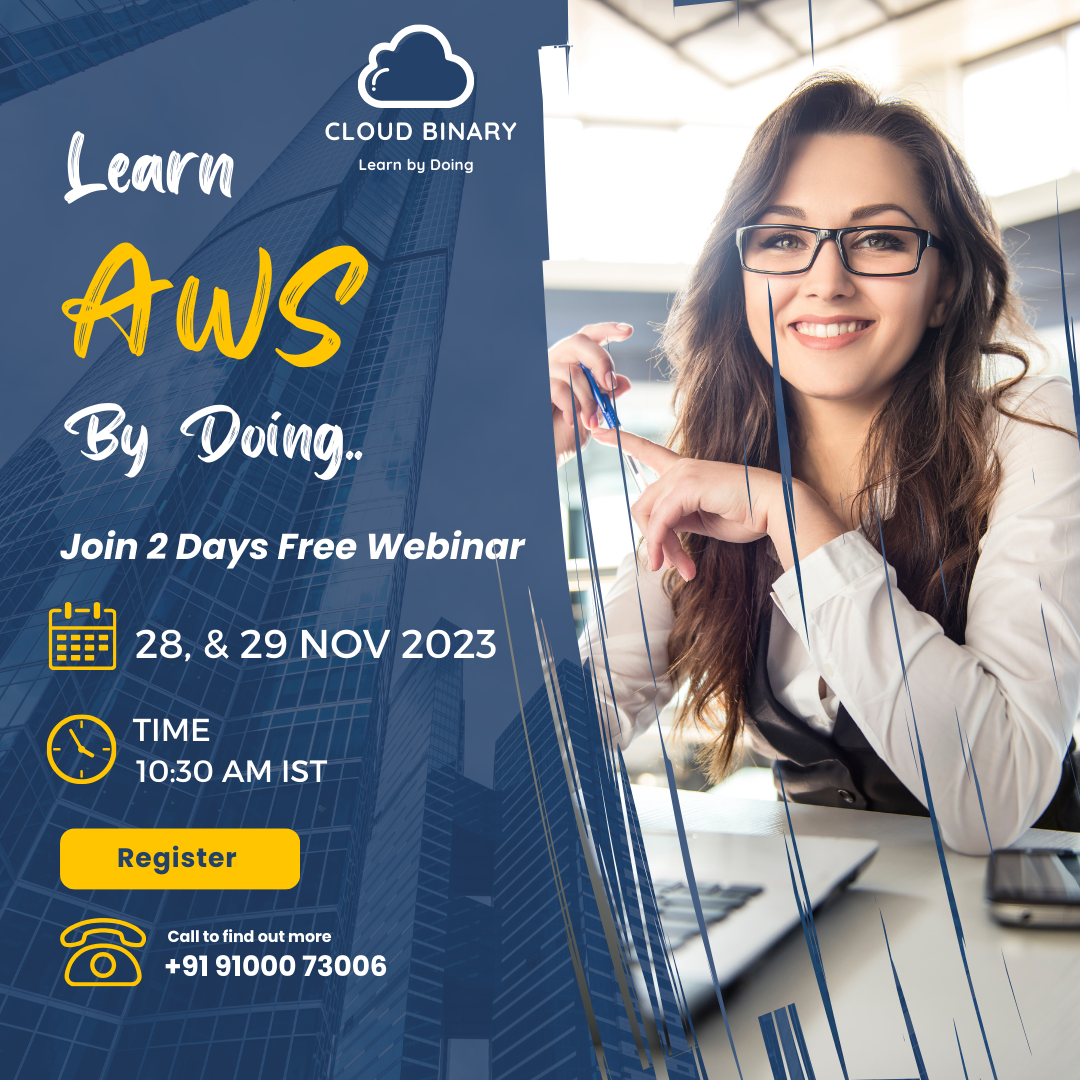 CLOUD BINARY
Learn by Doing
Learn
AWS
By Doing..
Join 2 Days Free Webinar
28, & 29 NOV 2023
TIME
10:30 AM IST
Register
Call to find out more
+91 91000 73006